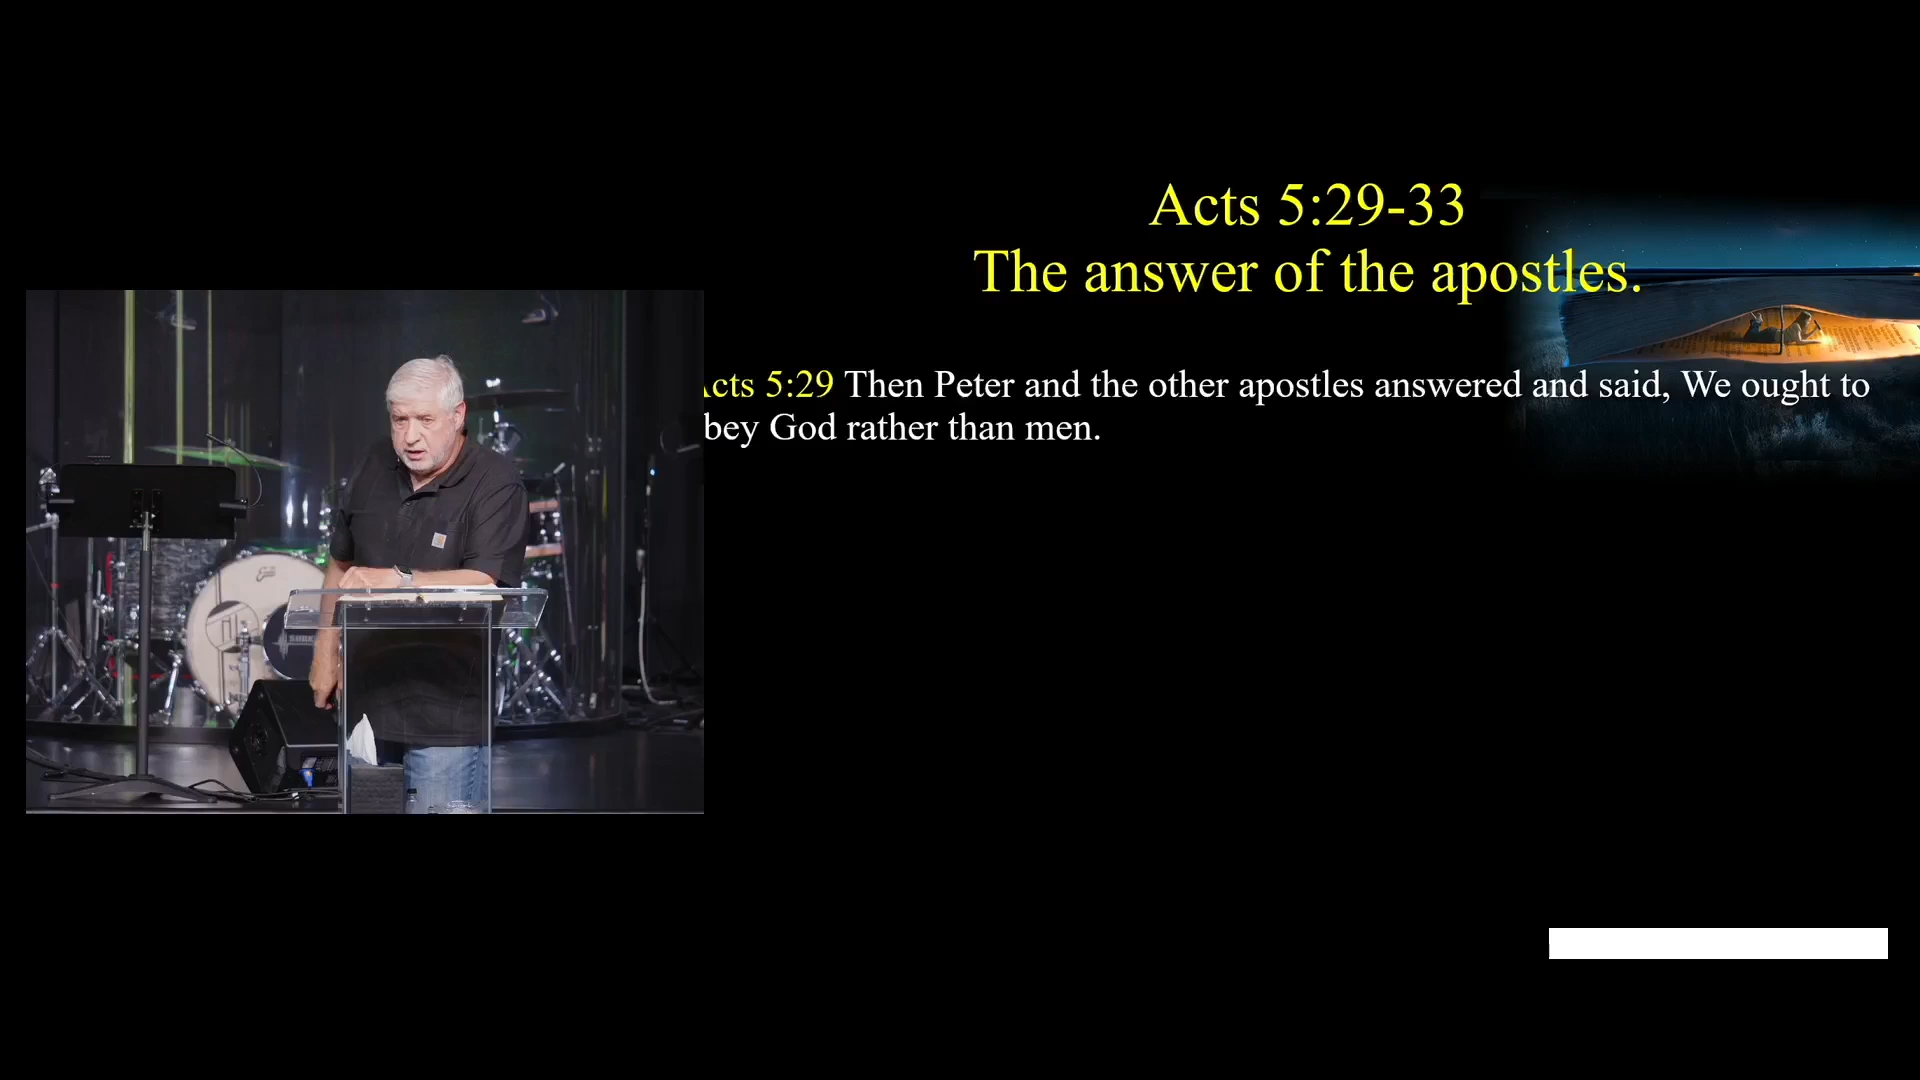 Acts 5:29-33
The answer of the apostles.
cts 5:29 Then Peter and the other apostles answered and said, We ought to
bey God rather than men.